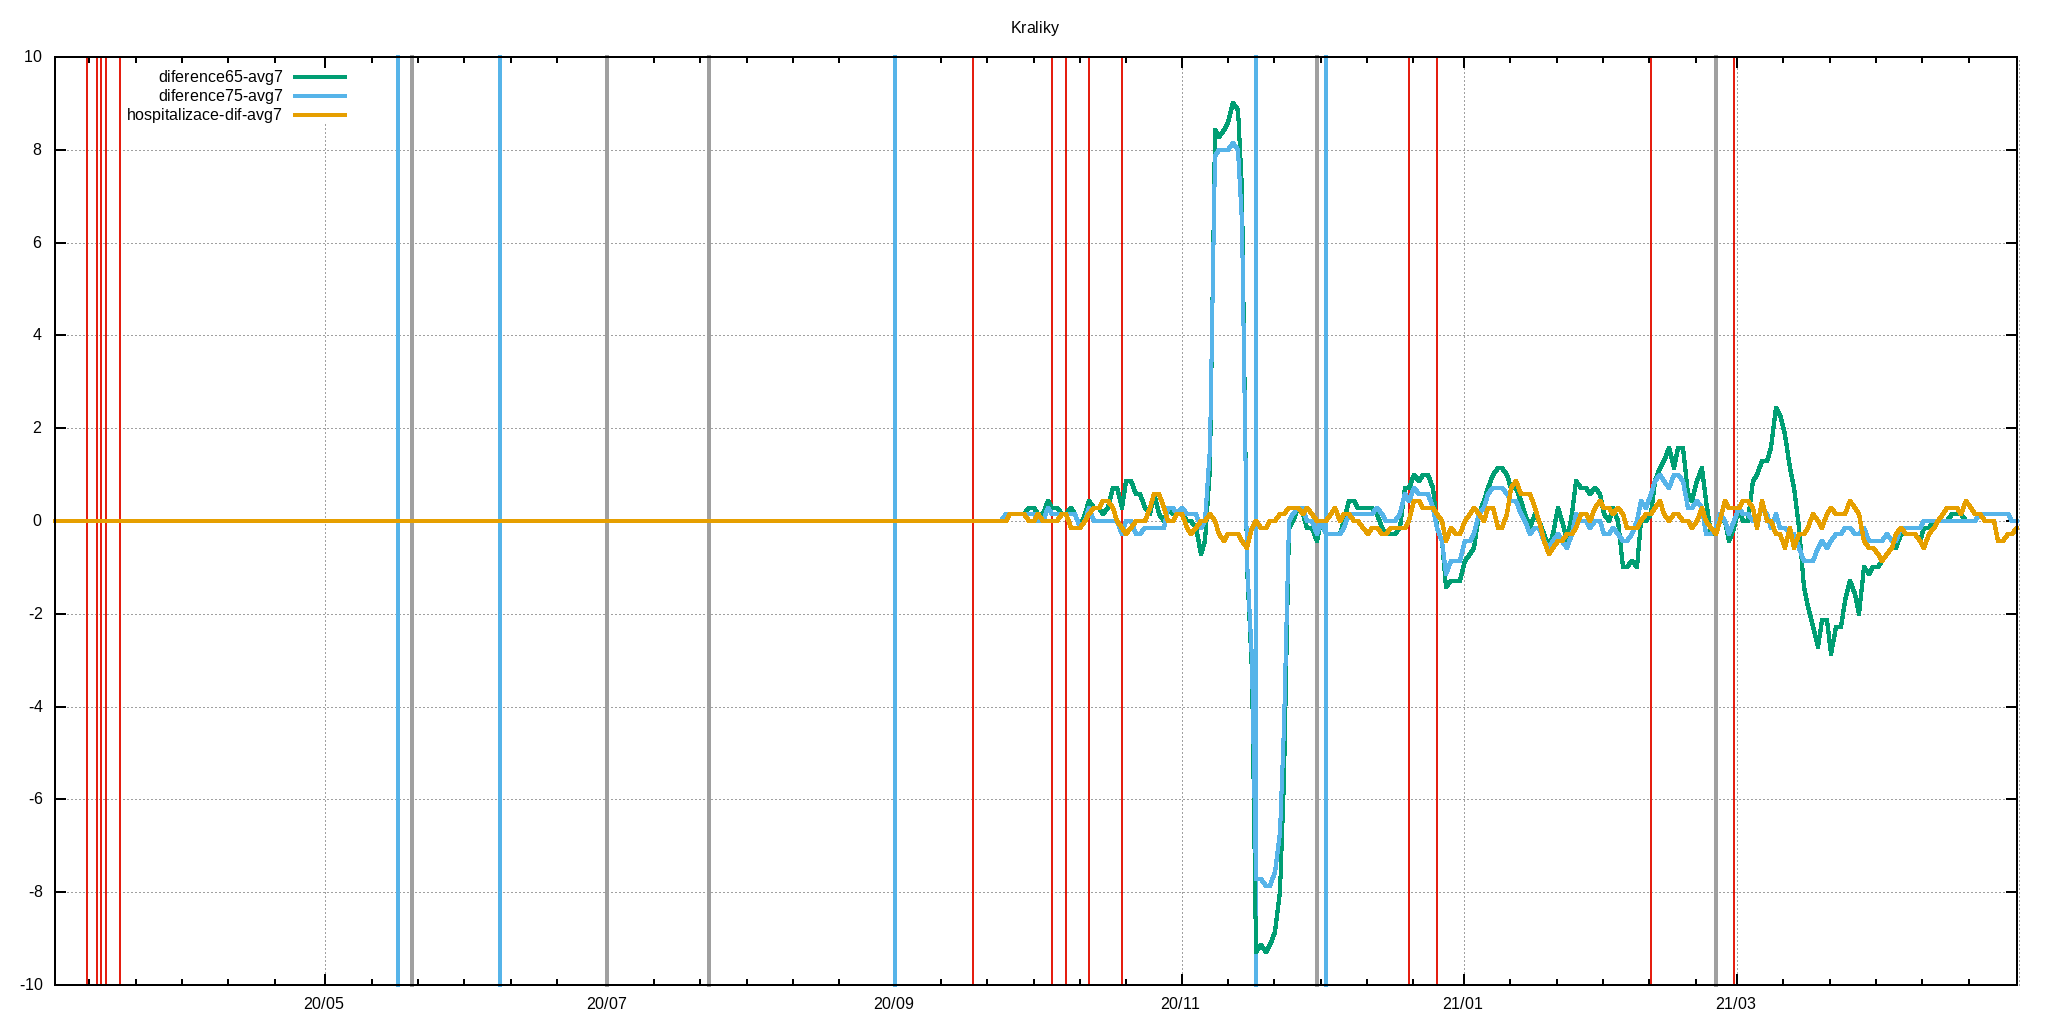 Kraliky
10
diference65-avg7
diference75-avg7
hospitalizace-dif-avg7
8
6
4
2
0
-2
-4
-6
-8
-10
20/05 20/07 20/09 20/11 21/01 21/03